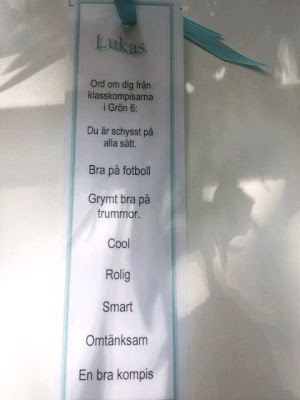 Lukas
Ord om dig från
klasskompisarna
i Grön 6:
Du är schysst på
alla sätt.
Bra på fotboll
Grymt bra på
trummor.
Cool
Rolig
Smart
Omtänksam
En bra kompis